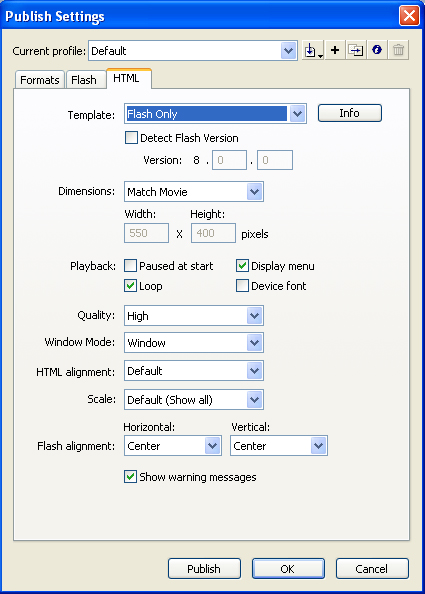 Publish Settings
Current profile: Default
Formats Flash HTML
Template: Flash Only Info
Detect Flash Version
Version: 8 . 0 . 0
Dimensions: Match Movie
Width: Height:
550 X 400 pixels
Playback: Paused at start Display menu
Loop Device font
Quality: High
Window Mode: Window
HTML alignment: Default
Scale: Default (Show all)
Horizontal: Vertical:
Flash alignment: Center Center
Show warning messages
Publish OK Cancel